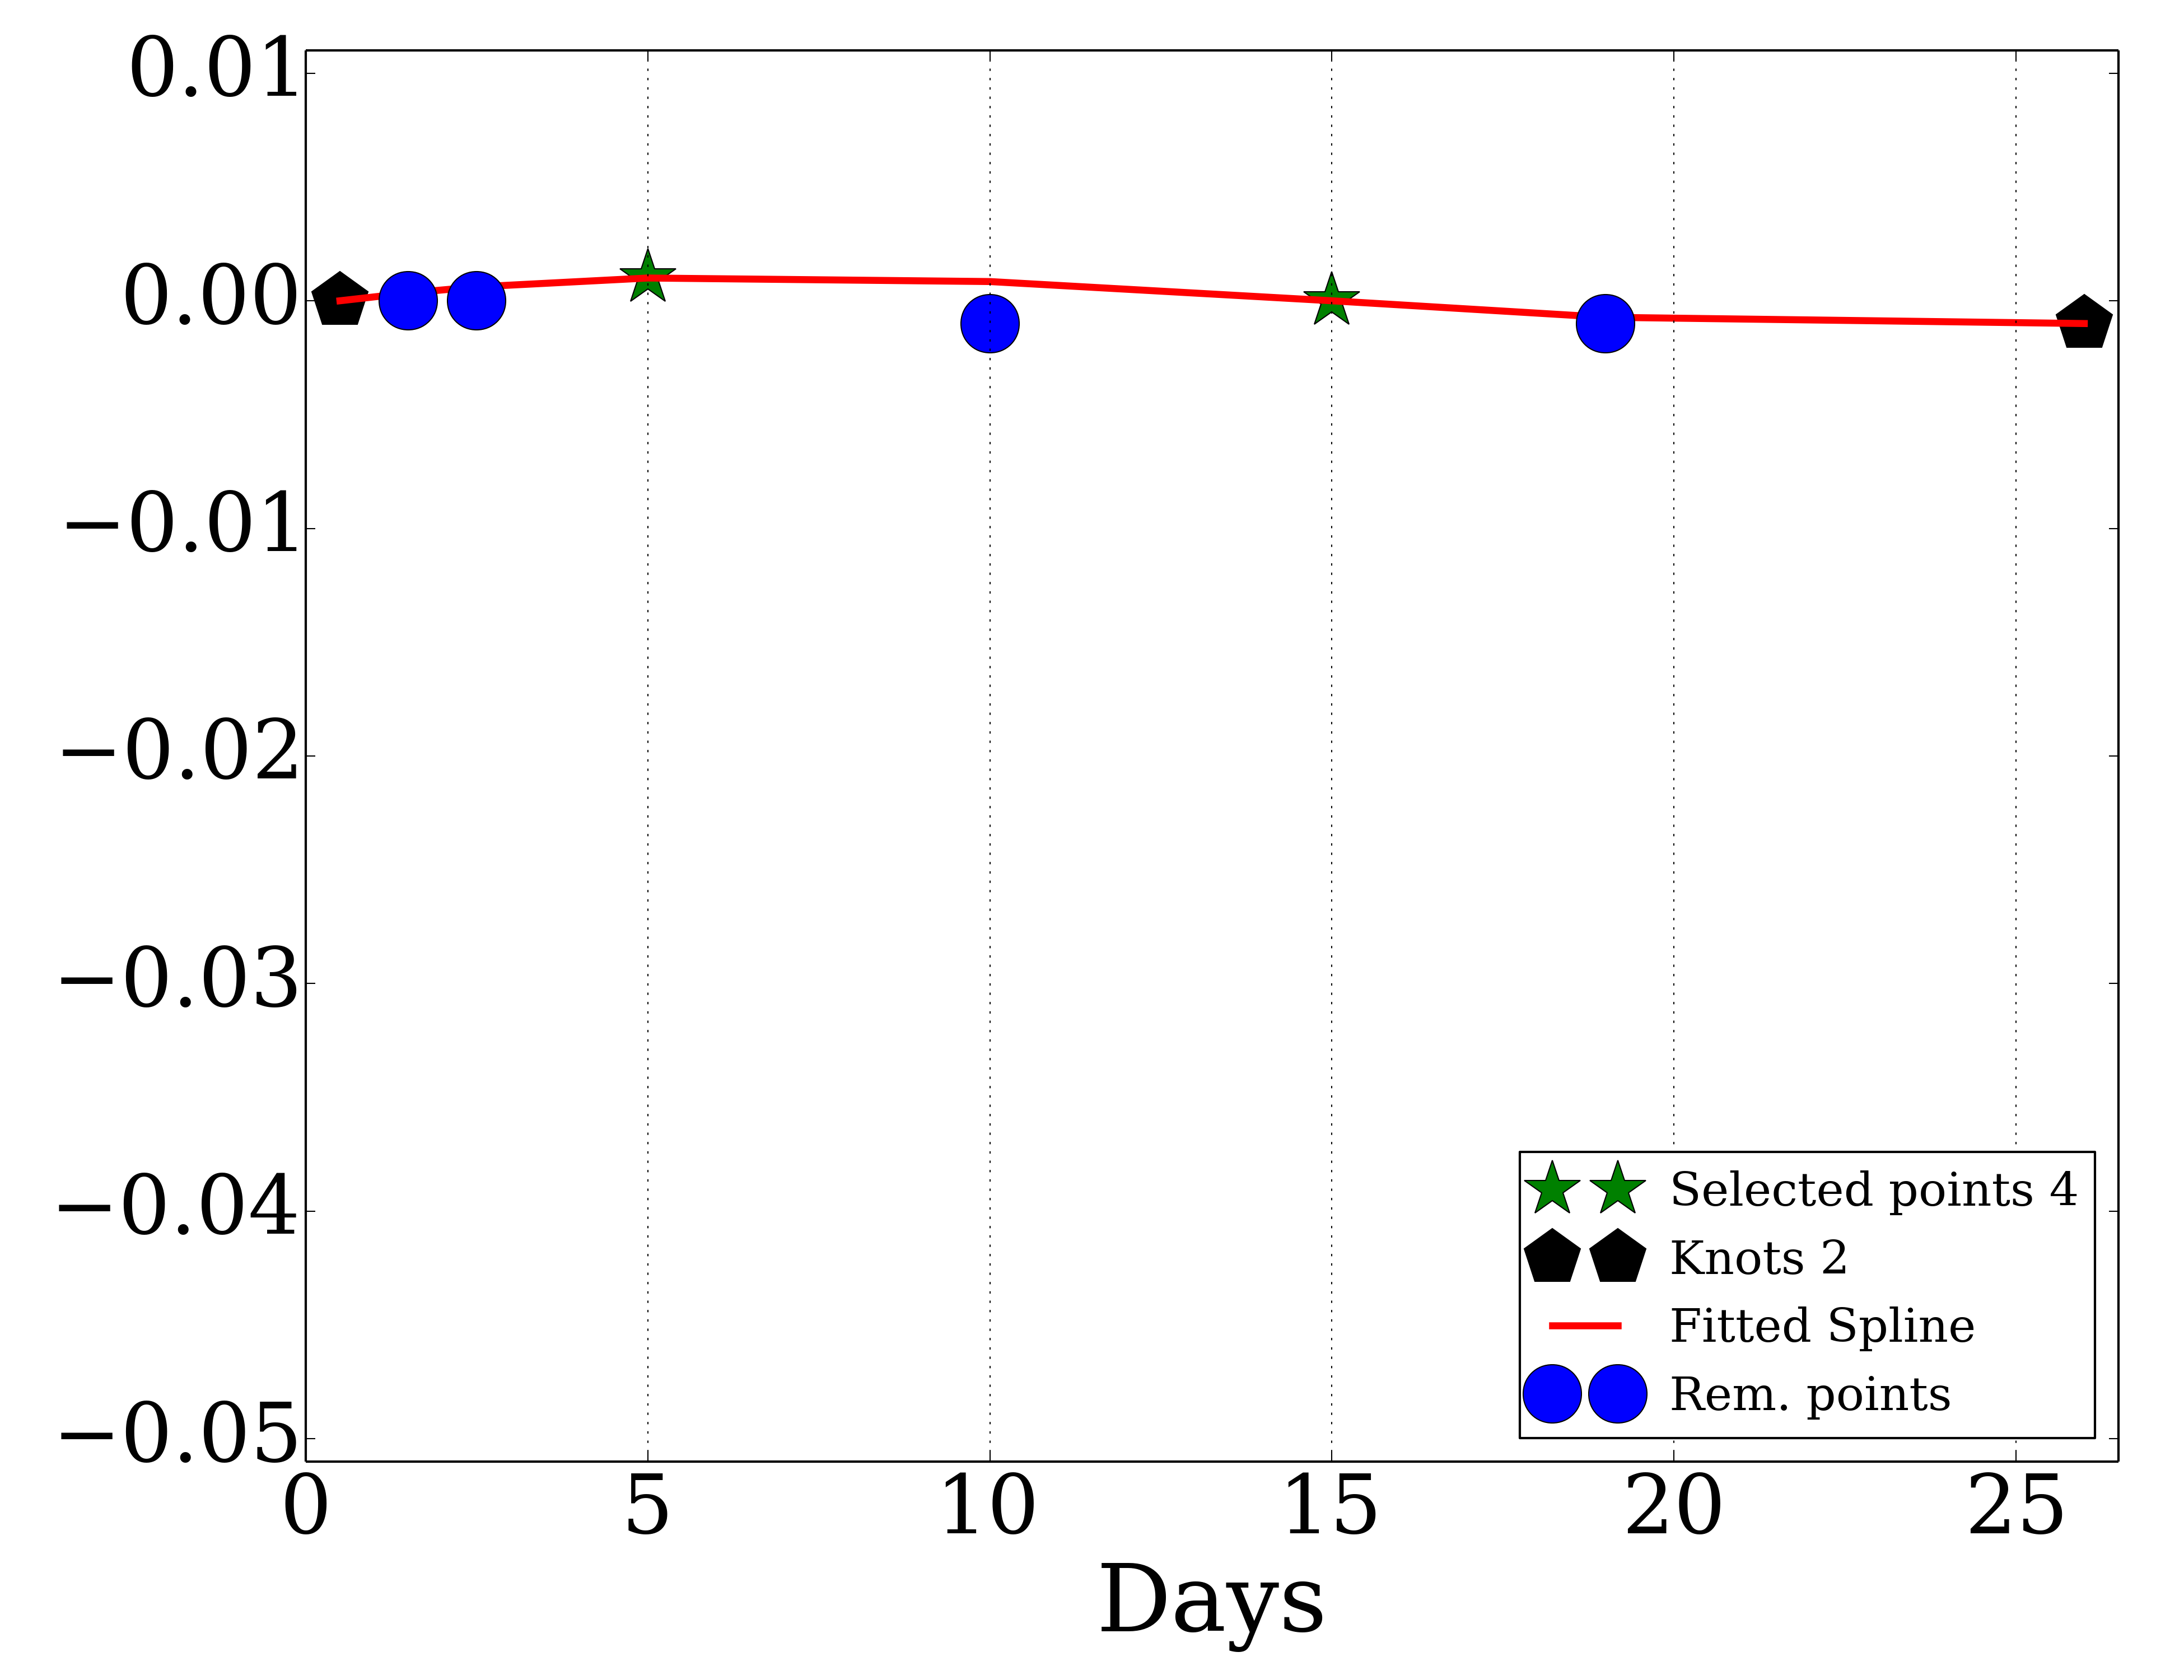 0.01
0.00
−0.01
−0.02
−0.03
−0.04
−0.05
0 5 10 15 20 25
Days
Selected points 4
Knots 2
Fitted Spline
Rem. points